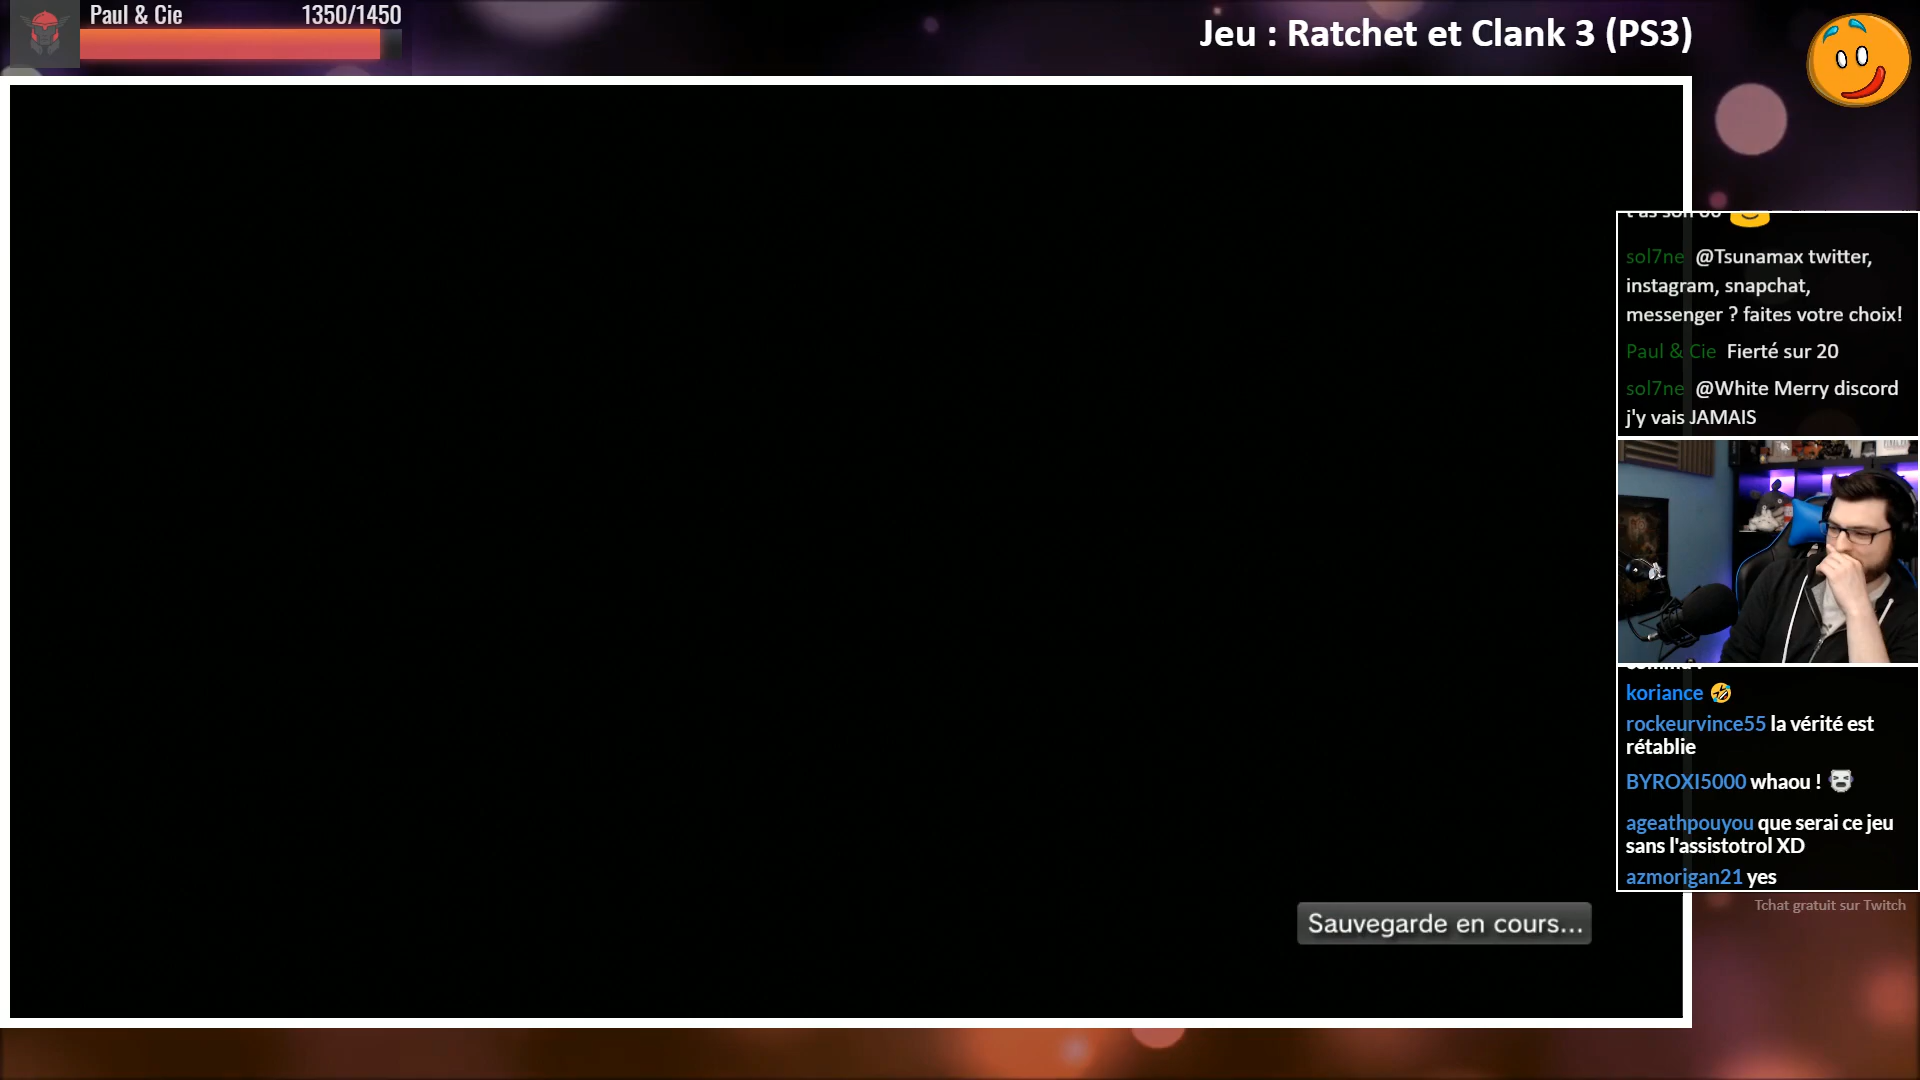 Paul & Cie 1350/1450
Jeu : Ratchet et Clank 3 (PS3)
sol7ne @Tsunamax twitter,
instagram, snapchat,
messenger ? faites votre choix!
Paul & Cie Fierté sur 20
sol7ne @White Merry discord
j'y vais JAMAIS
koriance 🤣
rockeurvince55 la vérité est
rétablie
BYROXI5000 whaou !
ageathpouyou que serai ce jeu
sans l'assistotrol XD
azmorigan21 yes
Tchat gratuit sur Twitch
Sauvegarde en cours...